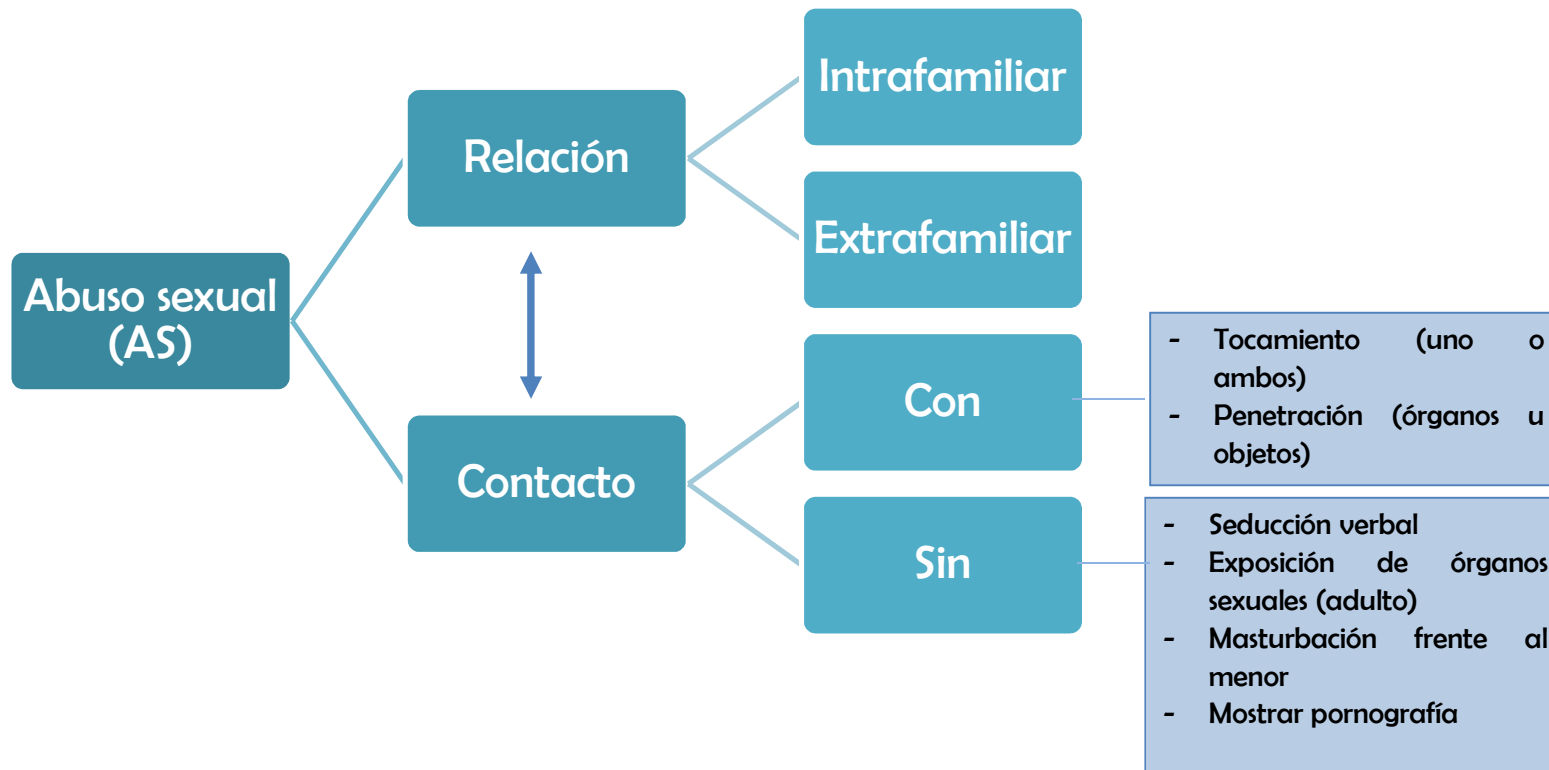 Abuso sexual
(AS)
Relación
Contacto
Intrafamiliar
Extrafamiliar
Con
Sin
- Tocamiento (uno o
ambos)
- Penetración (órganos u
objetos)
- Seducción verbal
- Exposición de órganos
sexuales (adulto)
- Masturbación frente al
menor
- Mostrar pornografía